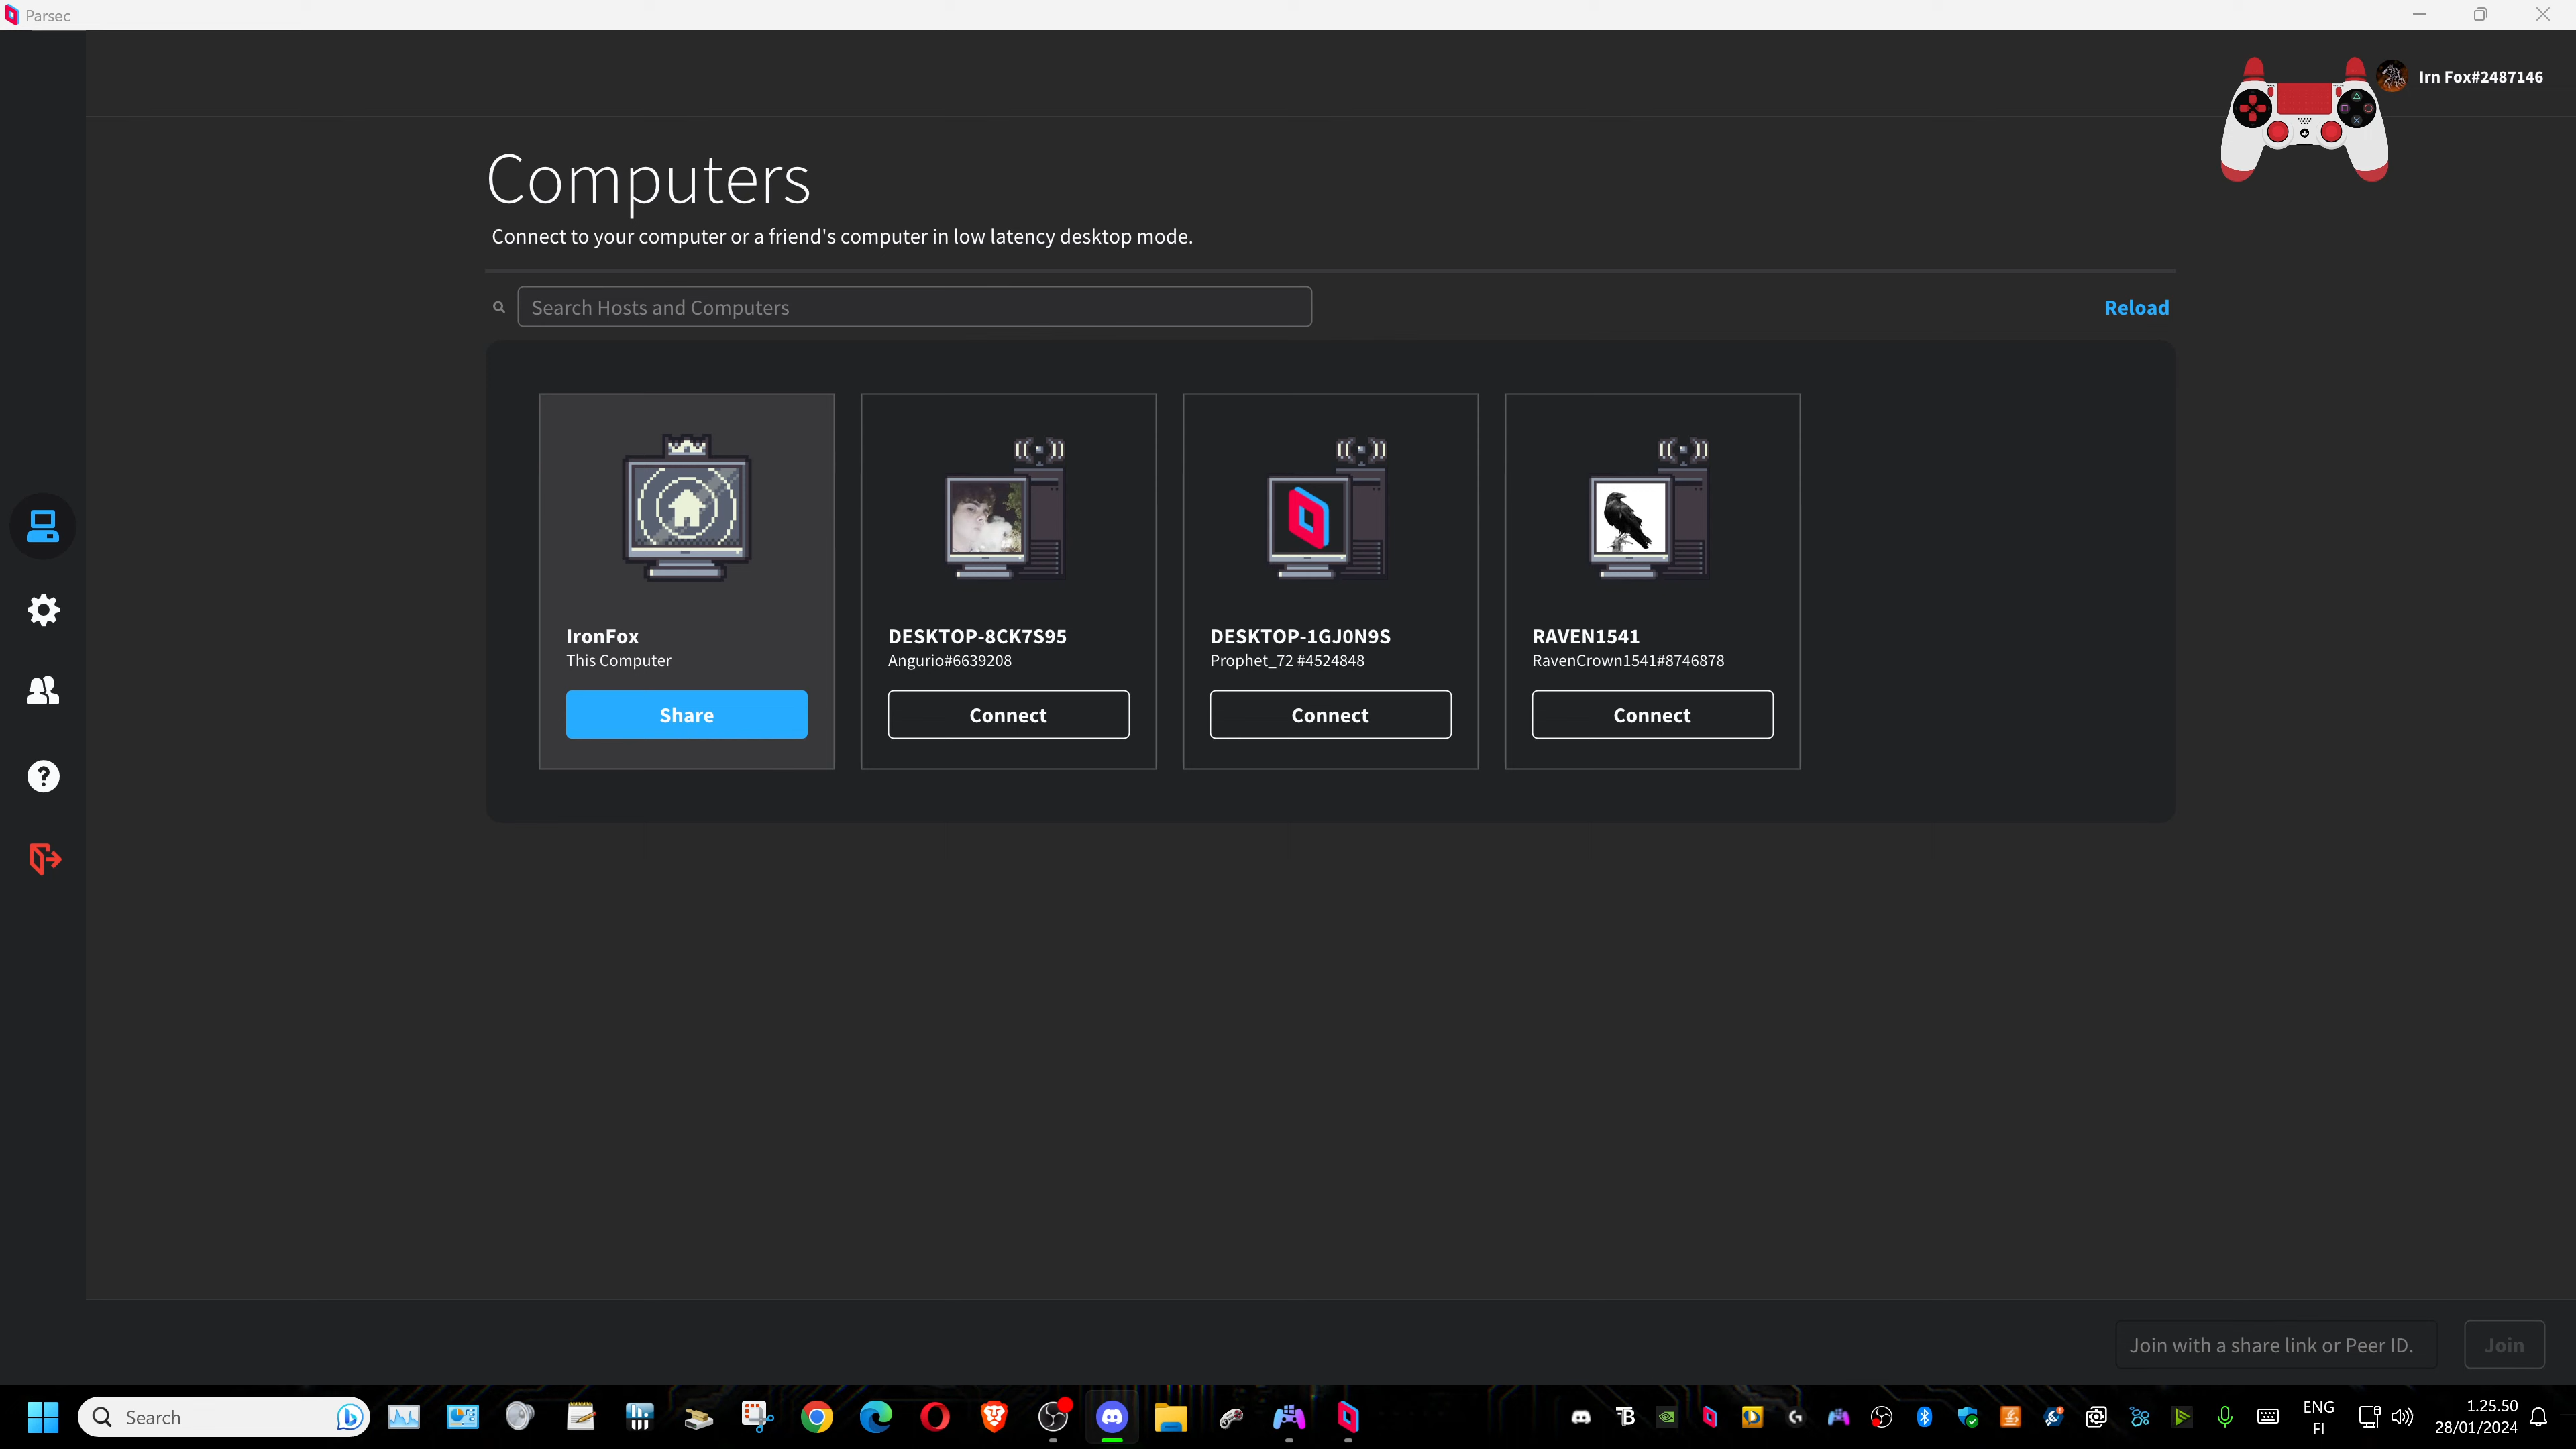 Parsec
Irn Fox#2487146
Computers
Connect to your computer or a friend's computer in low latency desktop mode.
Search Hosts and Computers
Reload
IronFox
This Computer
Share
DESKTOP-8CK7S95
Angurio#6639208
Connect
DESKTOP-1GJ0N9S
Prophet_72 #4524848
Connect
RAVEN1541
RavenCrown1541#8746878
Connect
Join with a share link or Peer ID.
Join
Search
ENG
FI
1.25.50
28/01/2024